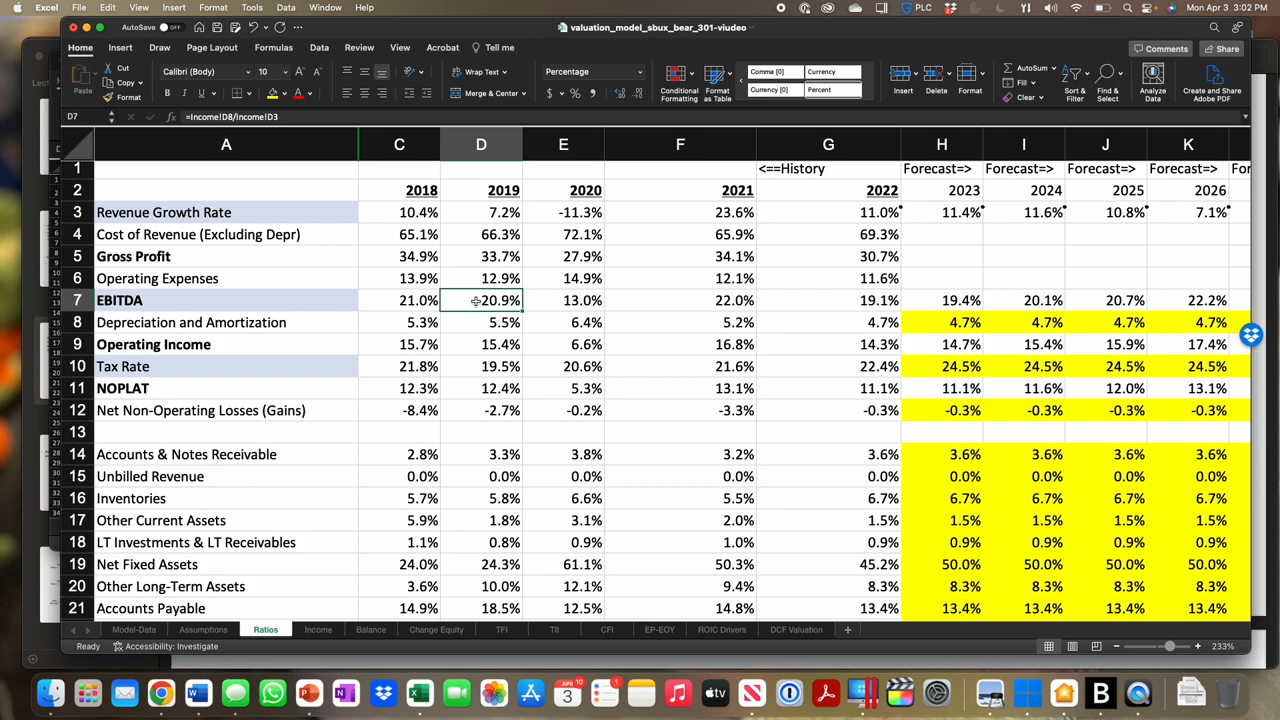 Excel File Edit View Insert Format Tools Data Window Help PLC Mon Apr 3 3:02 PM
AutoSave OFF valuation_model_sbux_bear_301-viudeo
Home Insert Draw Page Layout Formulas Data Review View Acrobat Tell me Comments Share
Paste Cut Copy Format Calibri (Body) 10 Wrap Text Merge & Center Percentage Conditional Formatting Format as Table Comma [0] Currency Currency [0] Percent Insert Delete Format AutoSum Fill Clear Sort & Filter Find & Select Analyze Data Create and Share Adobe PDF
D7 fx =Income!D8/Income!D3
A C D E F G H I J K
1 <==History Forecast=> Forecast=> Forecast=> Forecast=> For
2 2018 2019 2020 2021 2022 2023 2024 2025 2026
3 Revenue Growth Rate 10.4% 7.2% -11.3% 23.6% 11.0% 11.4% 11.6% 10.8% 7.1%
4 Cost of Revenue (Excluding Depr) 65.1% 66.3% 72.1% 65.9% 69.3%
5 Gross Profit 34.9% 33.7% 27.9% 34.1% 30.7%
6 Operating Expenses 13.9% 12.9% 14.9% 12.1% 11.6%
7 EBITDA 21.0% 20.9% 13.0% 22.0% 19.1% 19.4% 20.1% 20.7% 22.2%
8 Depreciation and Amortization 5.3% 5.5% 6.4% 5.2% 4.7% 4.7% 4.7% 4.7% 4.7%
9 Operating Income 15.7% 15.4% 6.6% 16.8% 14.3% 14.7% 15.4% 15.9% 17.4%
10 Tax Rate 21.8% 19.5% 20.6% 21.6% 22.4% 24.5% 24.5% 24.5% 24.5%
11 NOPLAT 12.3% 12.4% 5.3% 13.1% 11.1% 11.1% 11.6% 12.0% 13.1%
12 Net Non-Operating Losses (Gains) -8.4% -2.7% -0.2% -3.3% -0.3% -0.3% -0.3% -0.3% -0.3%
13
14 Accounts & Notes Receivable 2.8% 3.3% 3.8% 3.2% 3.6% 3.6% 3.6% 3.6% 3.6%
15 Unbilled Revenue 0.0% 0.0% 0.0% 0.0% 0.0% 0.0% 0.0% 0.0% 0.0%
16 Inventories 5.7% 5.8% 6.6% 5.5% 6.7% 6.7% 6.7% 6.7% 6.7%
17 Other Current Assets 5.9% 1.8% 3.1% 2.0% 1.5% 1.5% 1.5% 1.5% 1.5%
18 LT Investments & LT Receivables 1.1% 0.8% 0.9% 1.0% 0.9% 0.9% 0.9% 0.9% 0.9%
19 Net Fixed Assets 24.0% 24.3% 61.1% 50.3% 45.2% 50.0% 50.0% 50.0% 50.0%
20 Other Long-Term Assets 3.6% 10.0% 12.1% 9.4% 8.3% 8.3% 8.3% 8.3% 8.3%
21 Accounts Payable 14.9% 18.5% 12.5% 14.8% 13.4% 13.4% 13.4% 13.4% 13.4%
Model-Data Assumptions Ratios Income Balance Change Equity TFI TII CFI EP-EOY ROIC Drivers DCF Valuation
Ready Accessibility: Investigate 233%